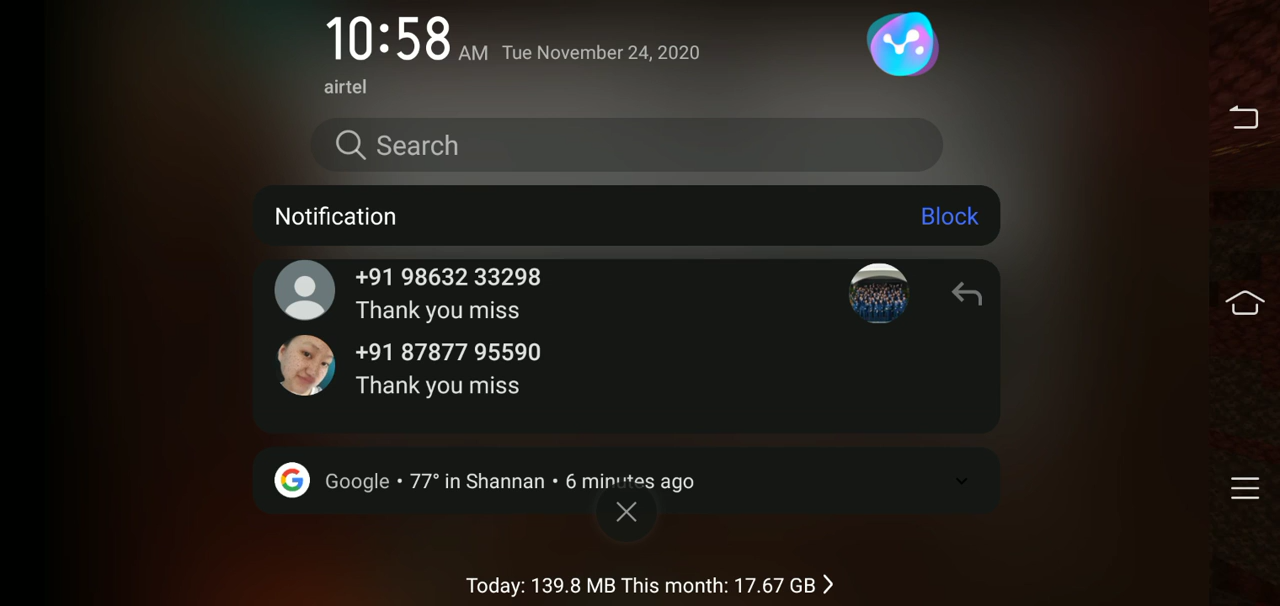 10:58 AM Tue November 24, 2020
airtel
Search
Notification Block
+91 98632 33298
Thank you miss
+91 87877 95590
Thank you miss
Google • 77° in Shannan • 6 minutes ago
Today: 139.8 MB This month: 17.67 GB